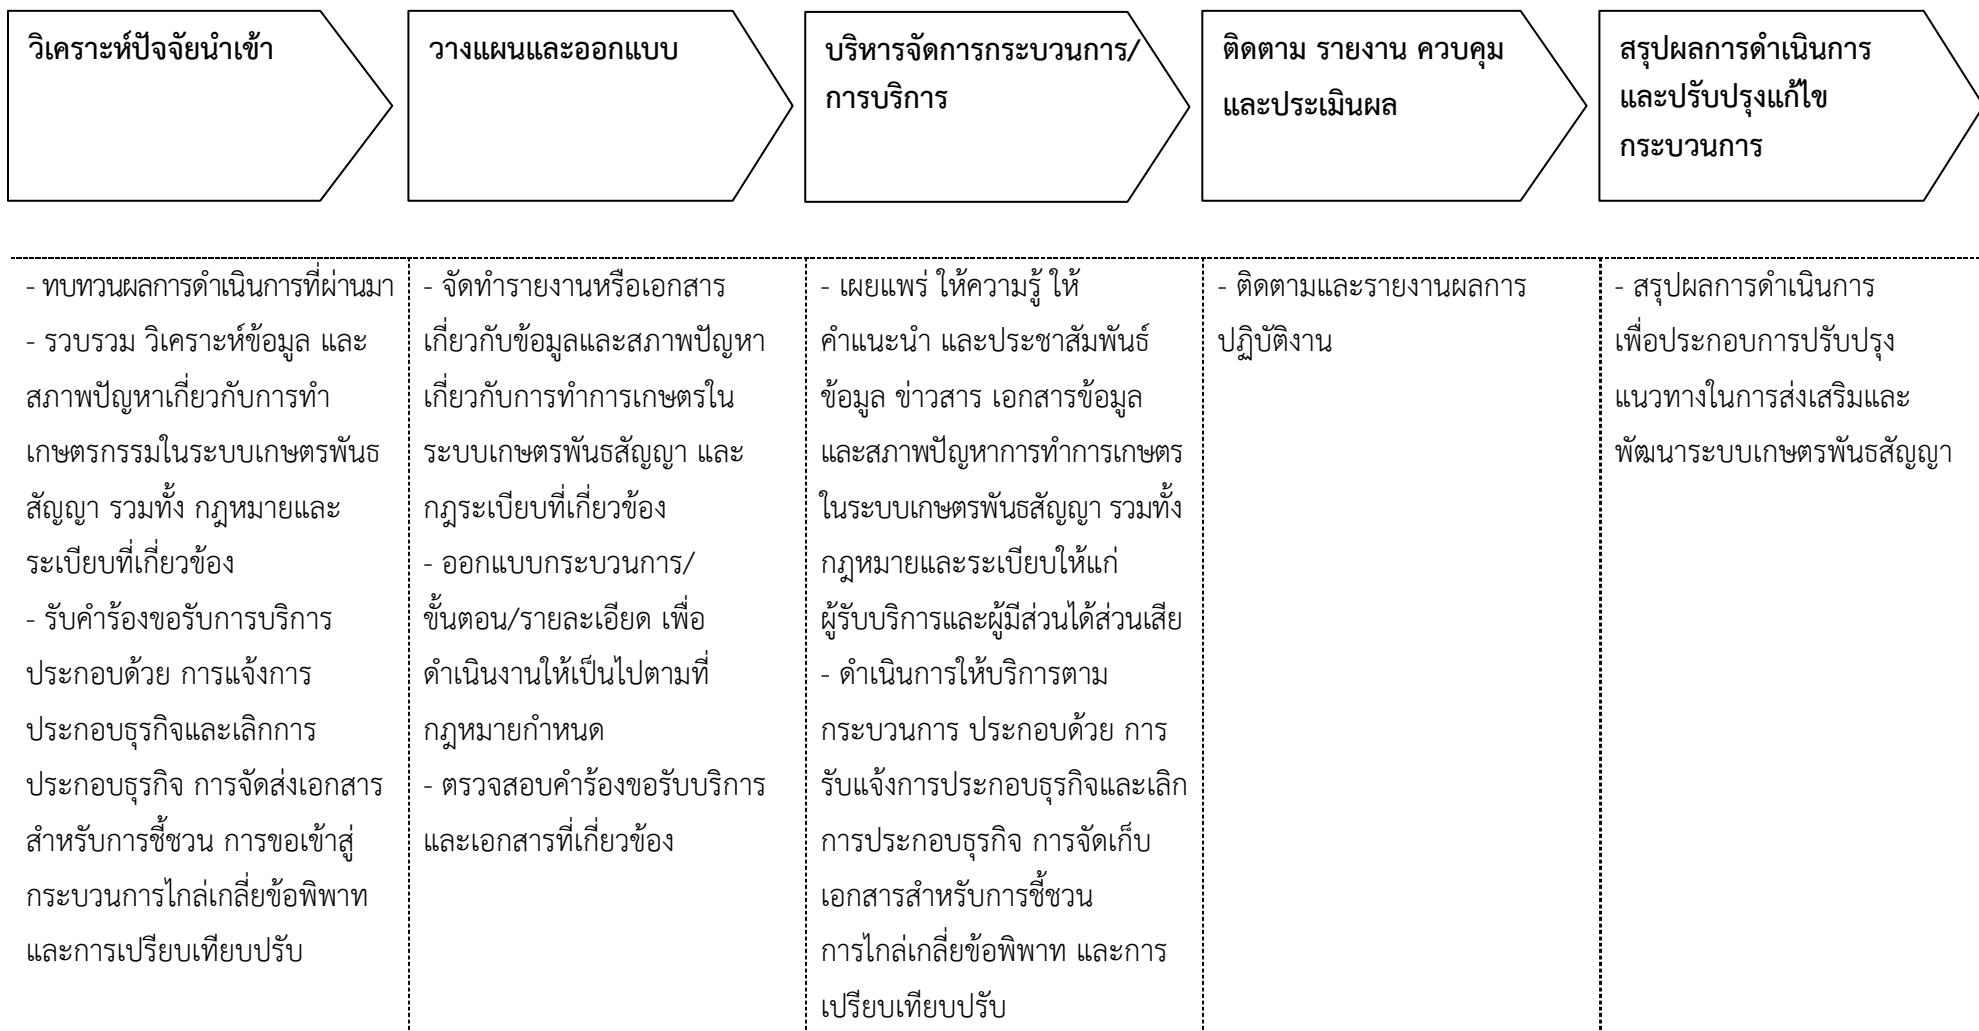 วิเคราะห์ปัจจัยนำเข้า
วางแผนและออกแบบ
บริหารจัดการกระบวนการ/
การบริการ
ติดตาม รายงาน ควบคุม
และประเมินผล
สรุปผลการดำเนินการ
และปรับปรุงแก้ไข
กระบวนการ
- ทบทวนผลการดำเนินการที่ผ่านมา
- รวบรวม วิเคราะห์ข้อมูล และ
สภาพปัญหาเกี่ยวกับการทำ
เกษตรกรรมในระบบเกษตรพันธ
สัญญา รวมทั้ง กฎหมายและ
ระเบียบที่เกี่ยวข้อง
- รับคำร้องขอรับการบริการ
ประกอบด้วย การแจ้งการ
ประกอบธุรกิจและเลิกการ
ประกอบธุรกิจ การจัดส่งเอกสาร
สำหรับการชี้ชวน การขอเข้าสู่
กระบวนการไกล่เกลี่ยข้อพิพาท
และการเปรียบเทียบปรับ
- จัดทำรายงานหรือเอกสาร
เกี่ยวกับข้อมูลและสภาพปัญหา
เกี่ยวกับการทำการเกษตรใน
ระบบเกษตรพันธสัญญา และ
กฎระเบียบที่เกี่ยวข้อง
- ออกแบบกระบวนการ/
ขั้นตอน/รายละเอียด เพื่อ
ดำเนินงานให้เป็นไปตามที่
กฎหมายกำหนด
- ตรวจสอบคำร้องขอรับบริการ
และเอกสารที่เกี่ยวข้อง
- เผยแพร่ ให้ความรู้ ให้
คำแนะนำ และประชาสัมพันธ์
ข้อมูล ข่าวสาร เอกสารข้อมูล
และสภาพปัญหาการทำการเกษตร
ในระบบเกษตรพันธสัญญา รวมทั้ง
กฎหมายและระเบียบให้แก่
ผู้รับบริการและผู้มีส่วนได้ส่วนเสีย
- ดำเนินการให้บริการตาม
กระบวนการ ประกอบด้วย การ
รับแจ้งการประกอบธุรกิจและเลิก
การประกอบธุรกิจ การจัดเก็บ
เอกสารสำหรับการชี้ชวน
การไกล่เกลี่ยข้อพิพาท และการ
เปรียบเทียบปรับ
- ติดตามและรายงานผลการ
ปฏิบัติงาน
- สรุปผลการดำเนินการ
เพื่อประกอบการปรับปรุง
แนวทางในการส่งเสริมและ
พัฒนาระบบเกษตรพันธสัญญา